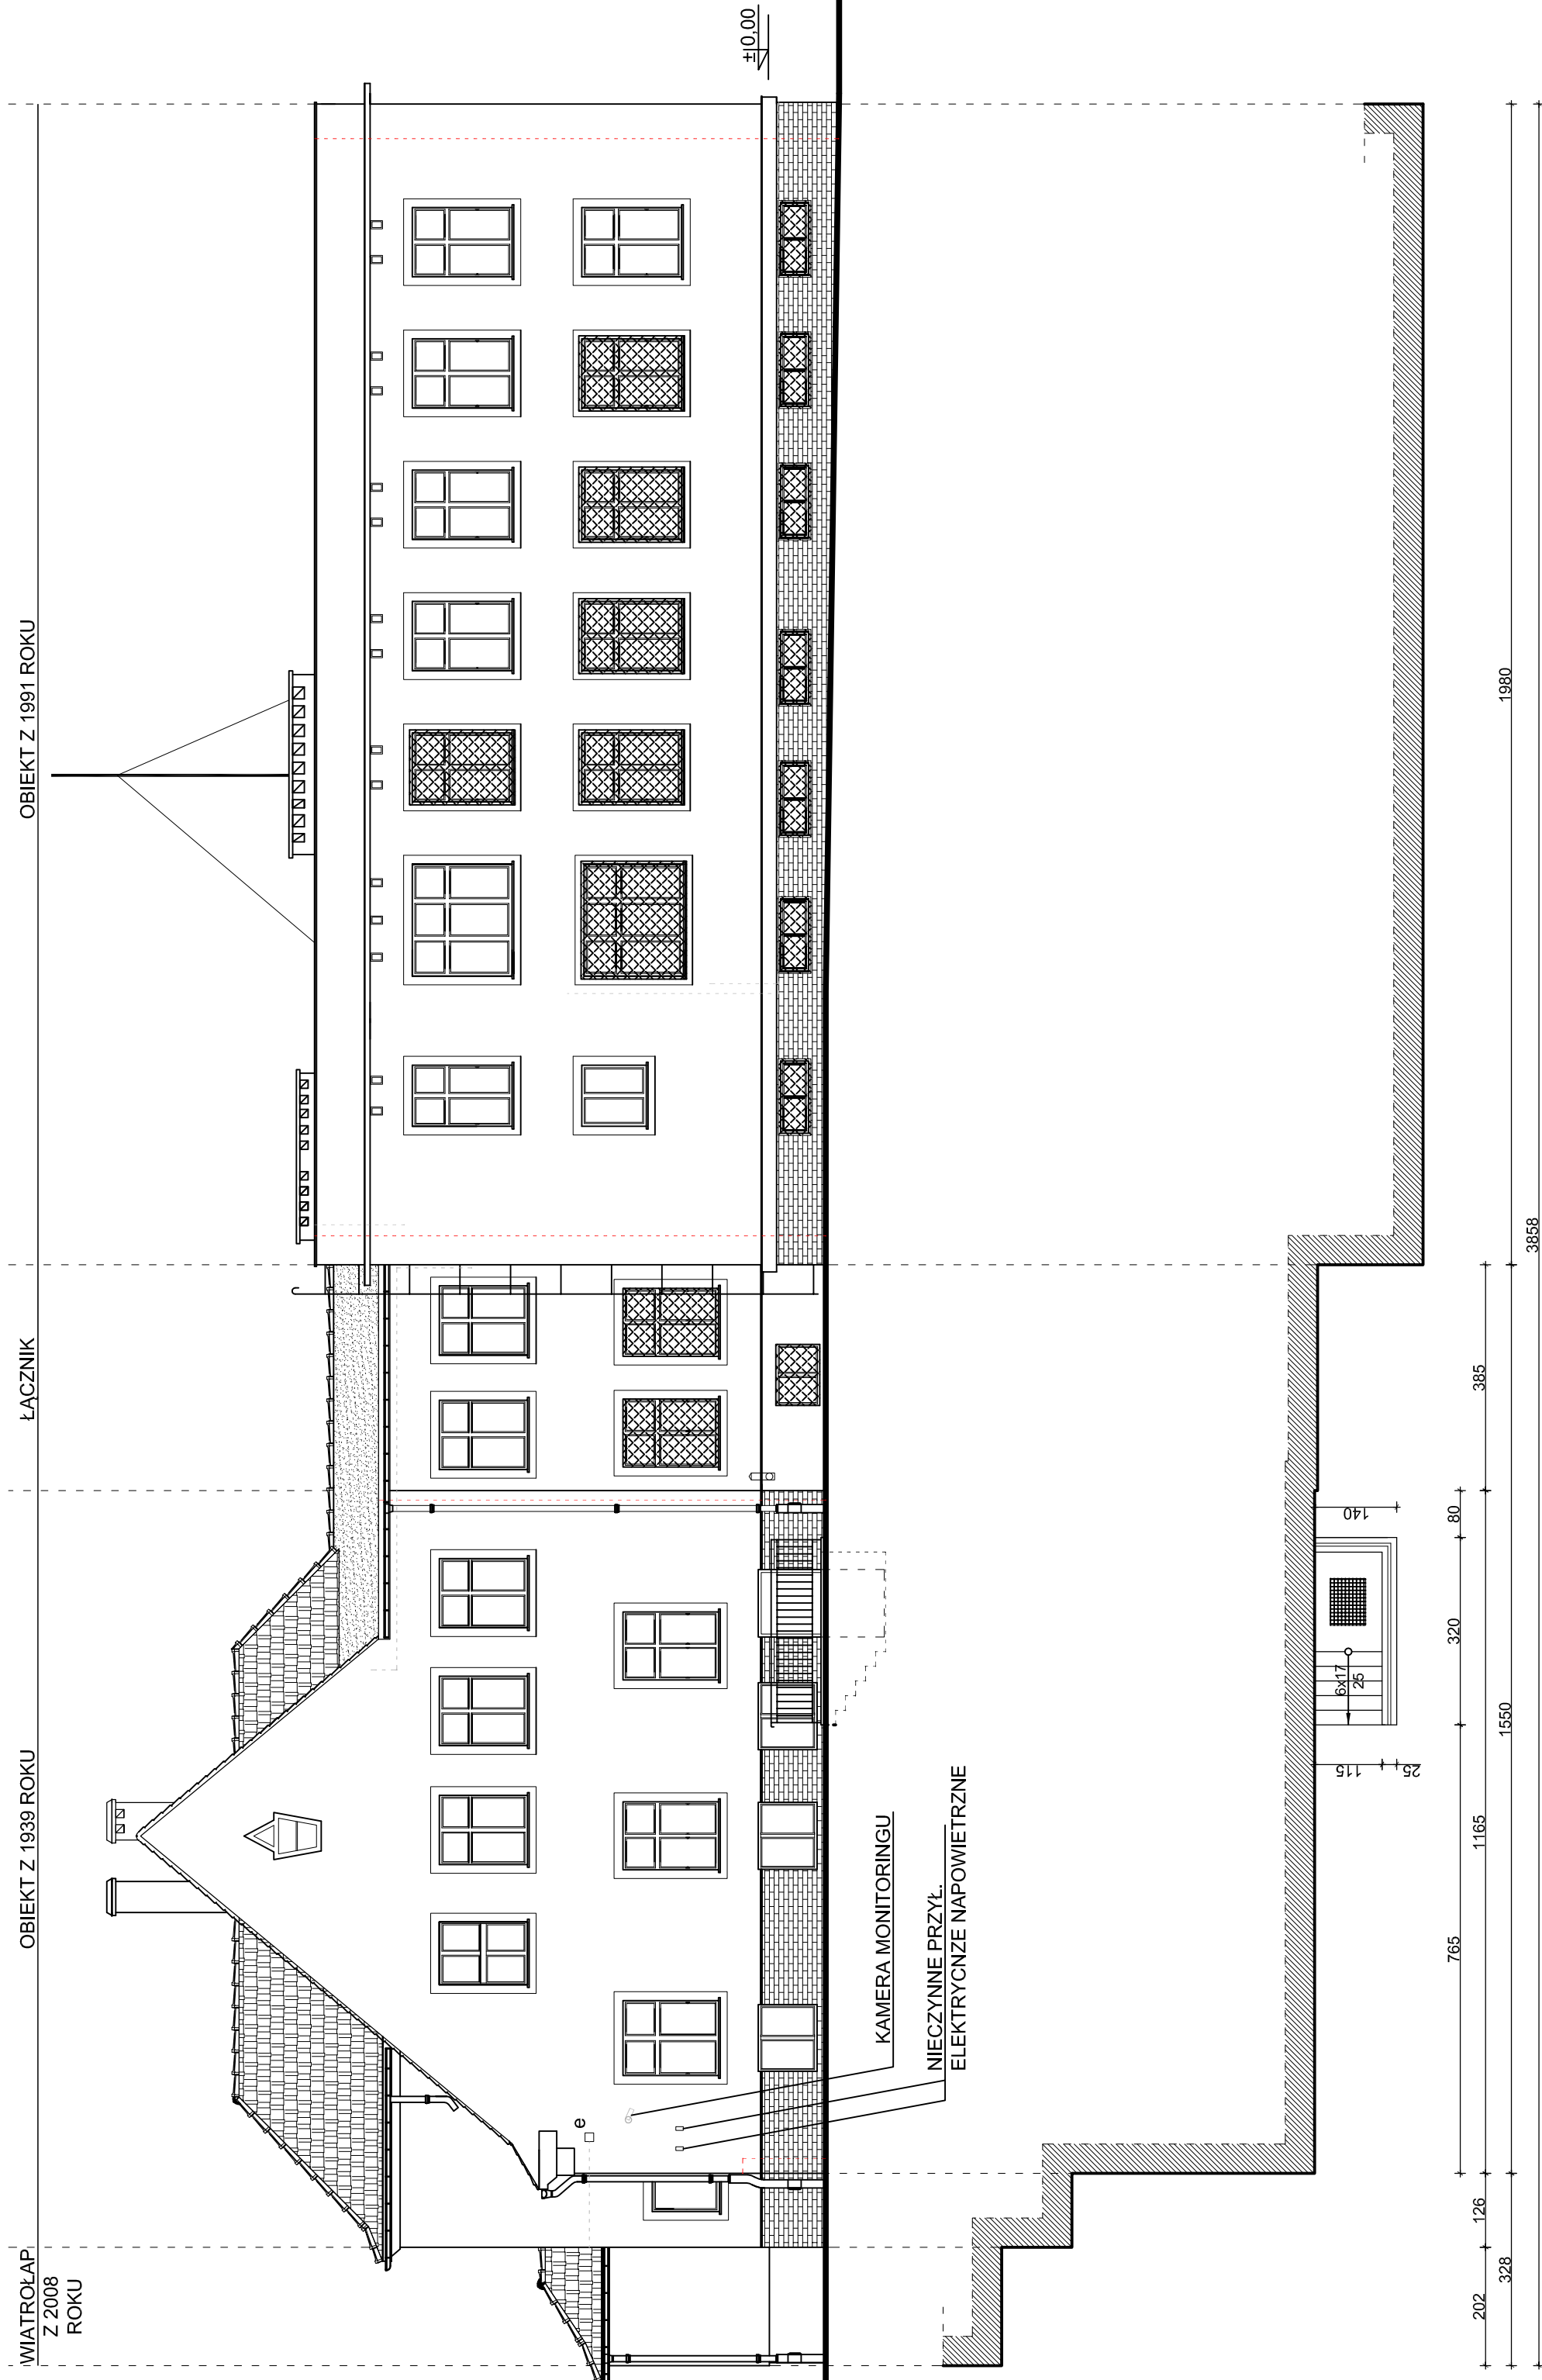 WIATROŁAP
Z 2008
ROKU
OBIEKT Z 1939 ROKU
ŁĄCZNIK
OBIEKT Z 1991 ROKU
±0,00
e
KAMERA MONITORINGU
NIECZYNNE PRZYŁ.
ELEKTRYCNZE NAPOWIETRZNE
6x17
25
140
115
25
765
320
80
202
126
1165
385
328
1550
1980
3858